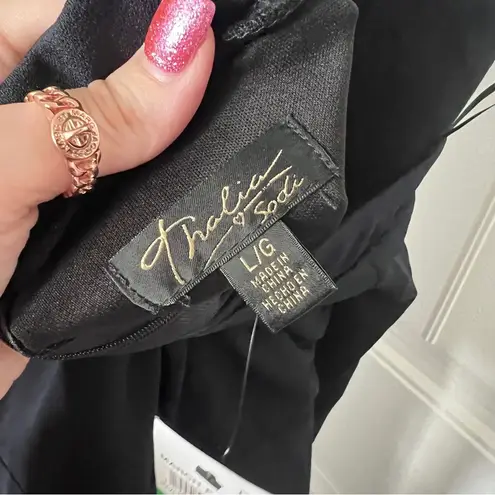 Thalia
Sodi
L/G
MADE IN
CHINA
HECHO EN
CHINA